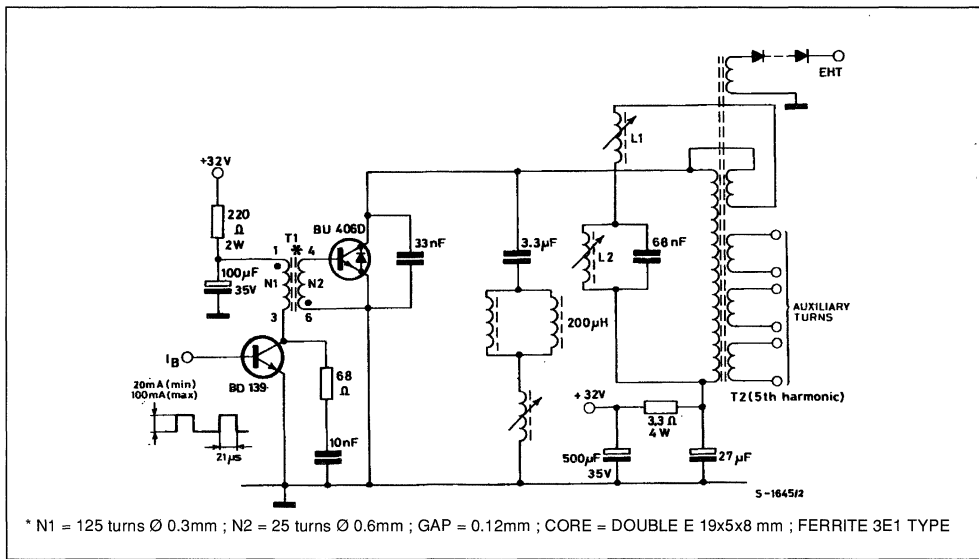 EHT
L1
+32V
220
Ω
2W
BU 406D
T1
*
1
4
N1
N2
3
6
100µF
35V
33nF
3.3µF
L2
68nF
200µH
AUXILIARY
TURNS
T2 (5th harmonic)
IB
20mA (min)
100mA (max)
21µs
BD 139
68
Ω
10nF
+32V
3.3Ω
4W
500µF
35V
27µF
S-1645/2
* N1 = 125 turns Ø 0.3mm ; N2 = 25 turns Ø 0.6mm ; GAP = 0.12mm ; CORE = DOUBLE E 19x5x8 mm ; FERRITE 3E1 TYPE